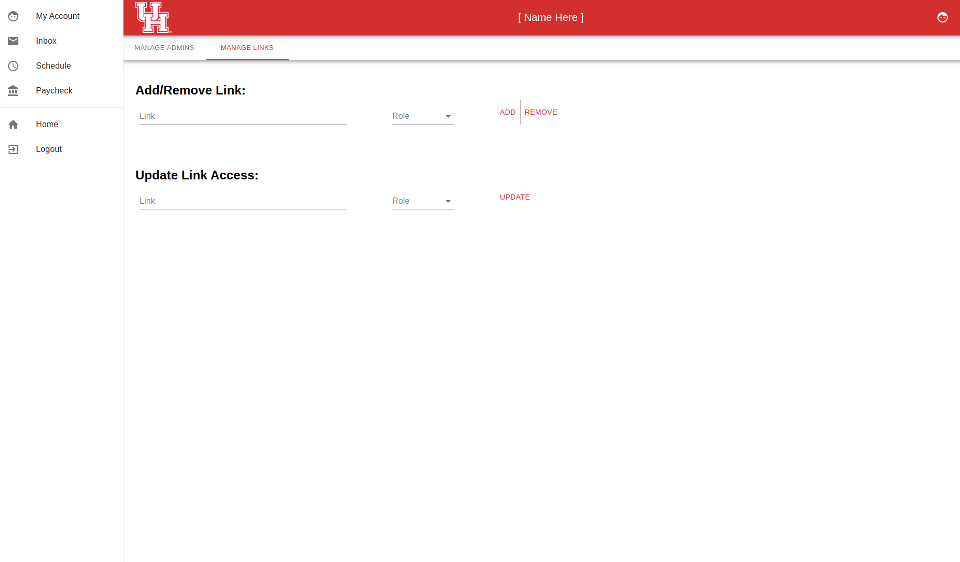 My Account
Inbox
Schedule
Paycheck
Home
Logout
UH
[ Name Here ]
MANAGE ADMINS
MANAGE LINKS
Add/Remove Link:
Link
Role
ADD
REMOVE
Update Link Access:
Link
Role
UPDATE